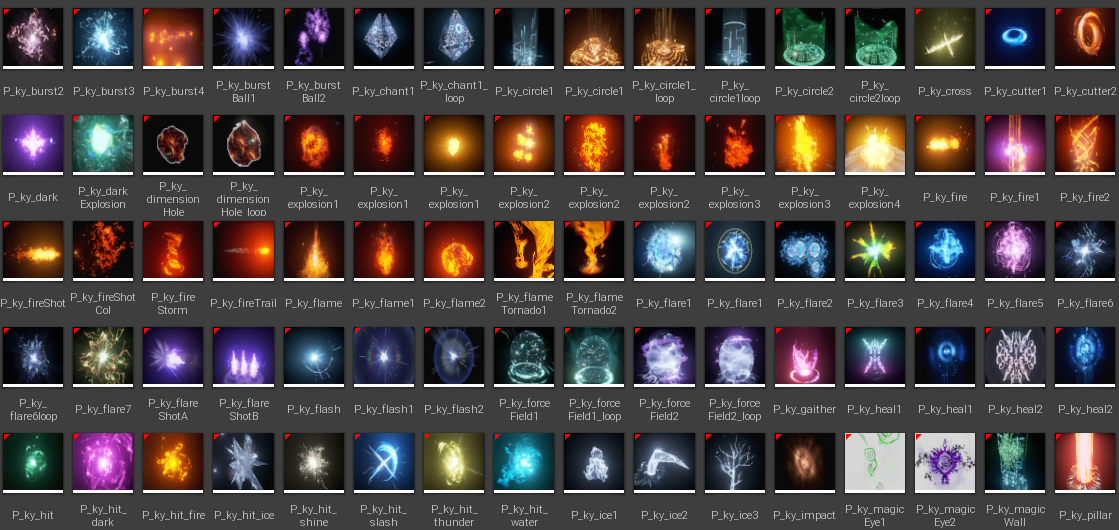 P_ky_burst2
P_ky_burst3
P_ky_burst4
P_ky_burst
Ball1
P_ky_burst
Ball2
P_ky_chant1
P_ky_chant1_
loop
P_ky_circle1
P_ky_circle1
P_ky_circle1_
loop
P_ky_
circle1loop
P_ky_circle2
P_ky_
circle2loop
P_ky_cross
P_ky_cutter1
P_ky_cutter2
P_ky_dark
P_ky_dark
Explosion
P_ky_
dimension
Hole
P_ky_
dimension
Hole_loop
P_ky_
explosion1
P_ky_
explosion1
P_ky_
explosion1
P_ky_
explosion2
P_ky_
explosion2
P_ky_
explosion2
P_ky_
explosion3
P_ky_
explosion3
P_ky_
explosion4
P_ky_fire
P_ky_fire1
P_ky_fire2
P_ky_fireShot
P_ky_fireShot
Col
P_ky_fire
Storm
P_ky_fireTrail
P_ky_flame
P_ky_flame1
P_ky_flame2
P_ky_flame
Tornado1
P_ky_flame
Tornado2
P_ky_flare1
P_ky_flare1
P_ky_flare2
P_ky_flare3
P_ky_flare4
P_ky_flare5
P_ky_flare6
P_ky_
flare6loop
P_ky_flare7
P_ky_flare
ShotA
P_ky_flare
ShotB
P_ky_flash
P_ky_flash1
P_ky_flash2
P_ky_force
Field1
P_ky_force
Field1_loop
P_ky_force
Field2
P_ky_force
Field2_loop
P_ky_gaither
P_ky_heal1
P_ky_heal1
P_ky_heal2
P_ky_heal2
P_ky_hit
P_ky_hit_
dark
P_ky_hit_fire
P_ky_hit_ice
P_ky_hit_
shine
P_ky_hit_
slash
P_ky_hit_
thunder
P_ky_hit_
water
P_ky_ice1
P_ky_ice2
P_ky_ice3
P_ky_impact
P_ky_magic
Eye1
P_ky_magic
Eye2
P_ky_magic
Wall
P_ky_pillar